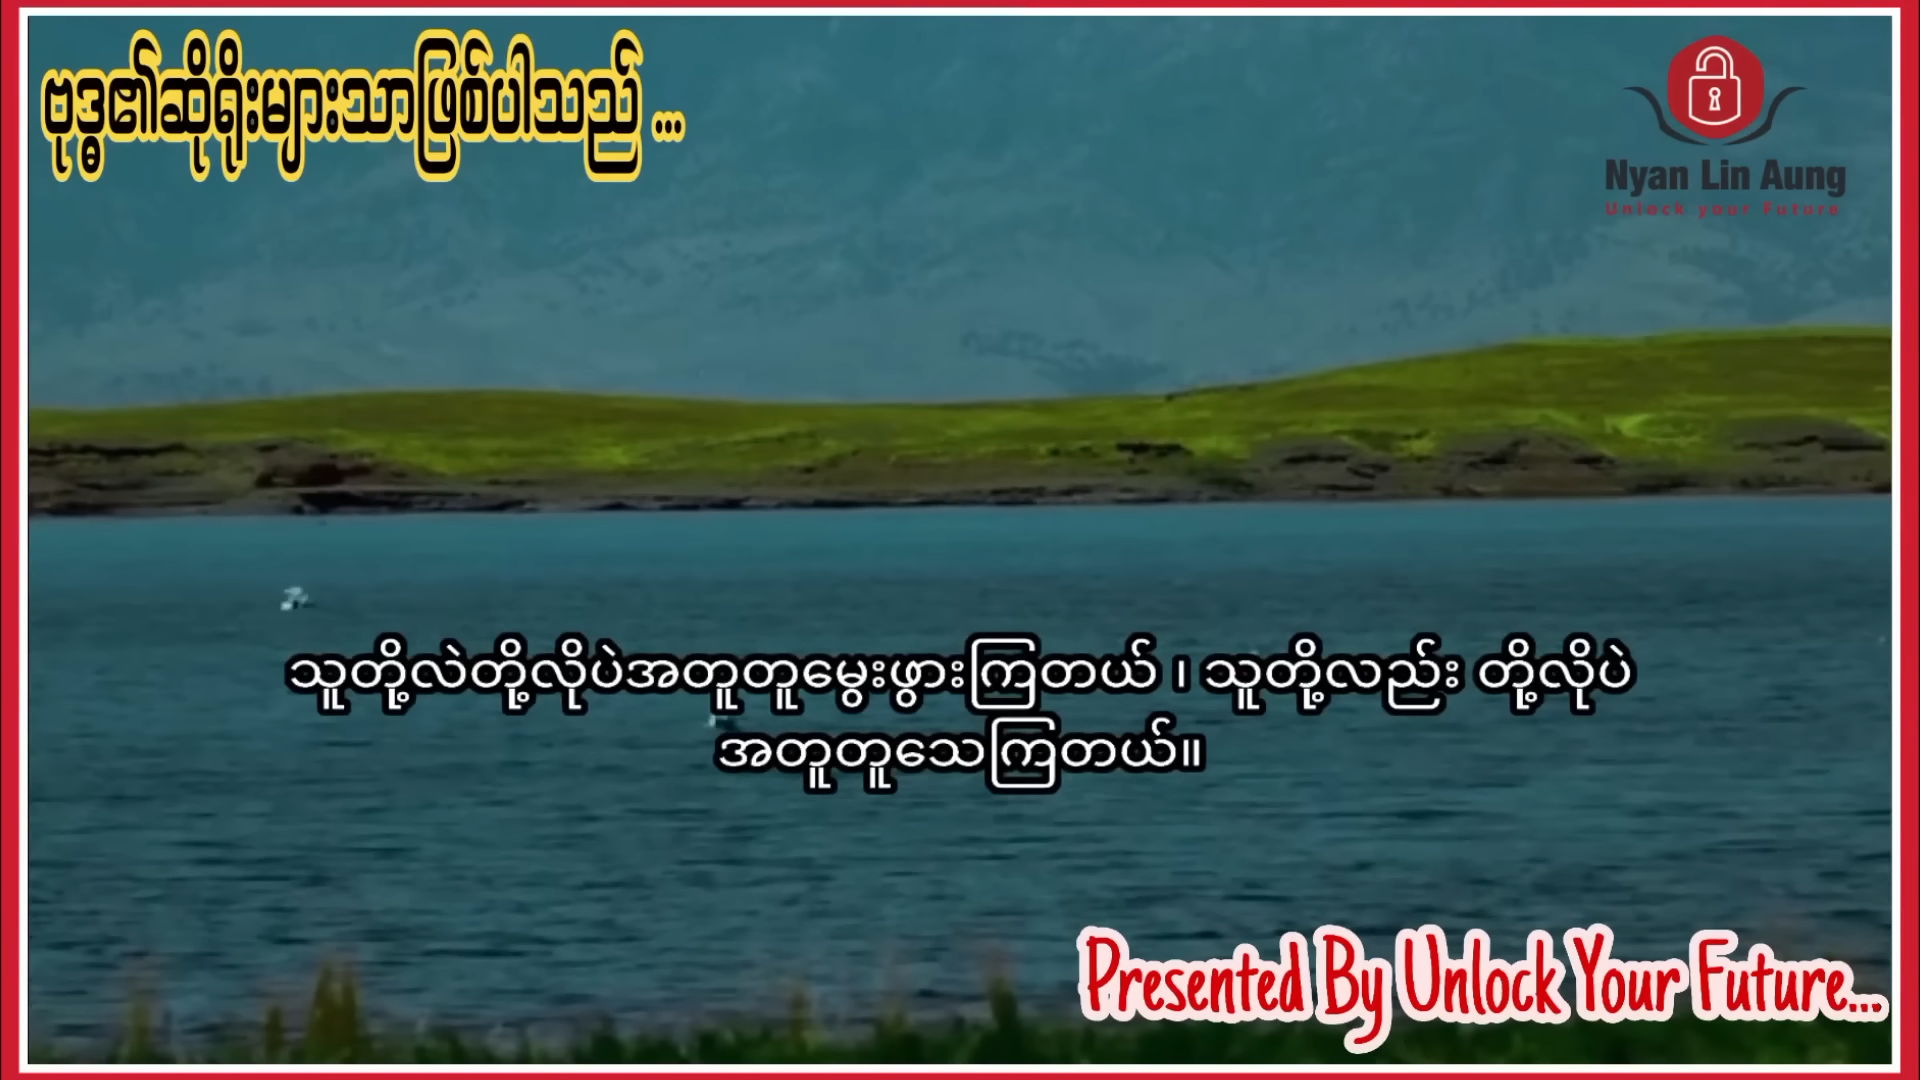 ဗုဒ္ဓ၏ဆိုရိုးများသာဖြစ်ပါသည် ...
Nyan Lin Aung
Unlock your Future
သူတို့လဲတို့လိုပဲအတူတူမွေးဖွားကြတယ် ၊ သူတို့လည်း တို့လိုပဲ
အတူတူသေကြတယ်။
Presented By Unlock Your Future...